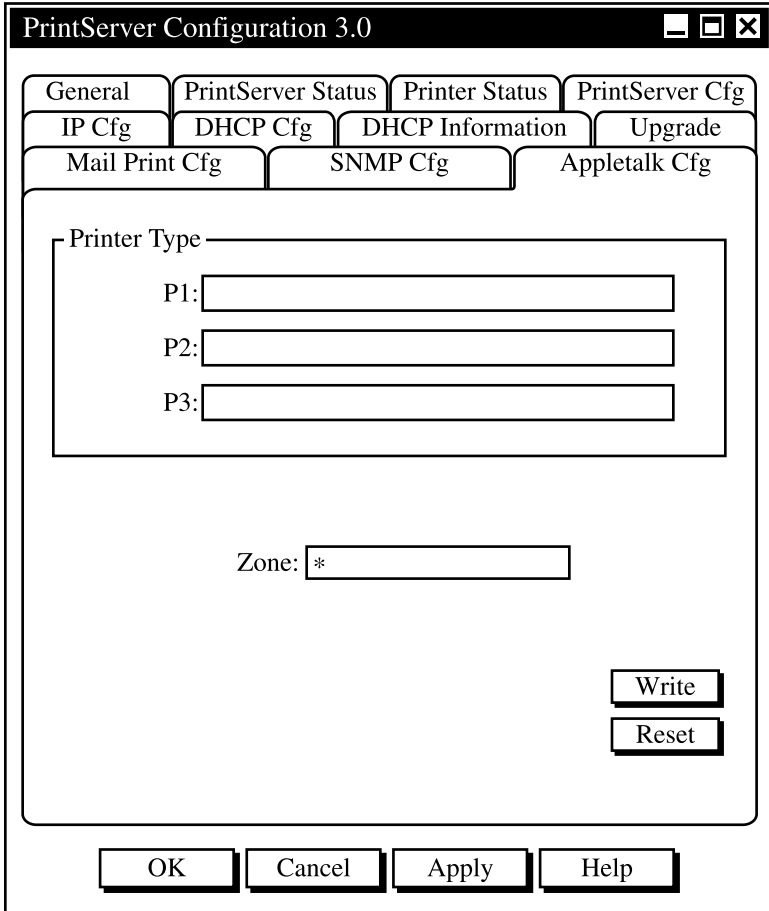 PrintServer Configuration 3.0
General PrintServer Status Printer Status PrintServer Cfg
IP Cfg DHCP Cfg DHCP Information Upgrade
Mail Print Cfg SNMP Cfg Appletalk Cfg
Printer Type
P1:
P2:
P3:
Zone: *
Write
Reset
OK Cancel Apply Help